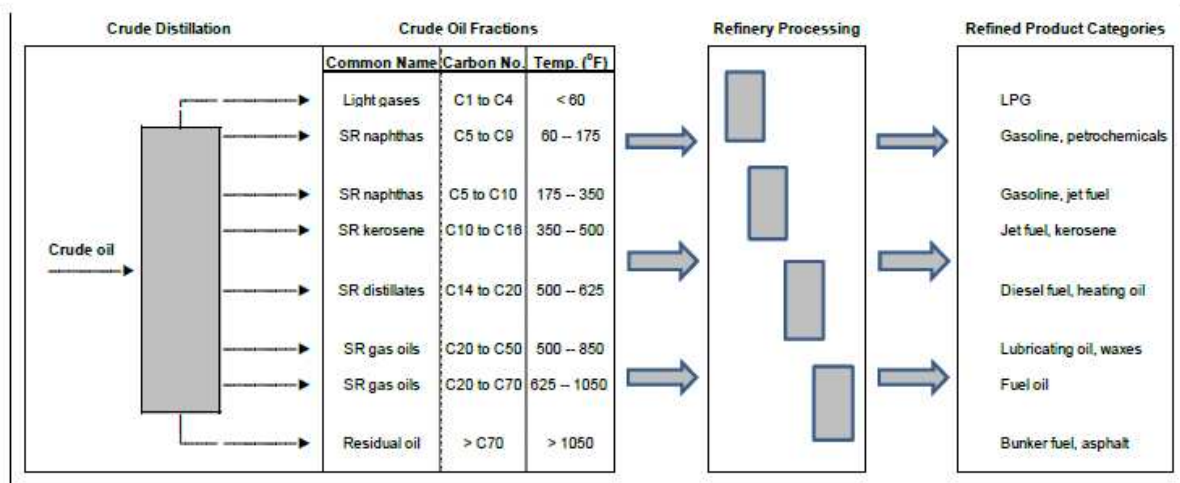 Crude Distillation Crude Oil Fractions Refinery Processing Refined Product Categories
Common Name Carbon No. Temp. (°F)
Light gases C1 to C4 < 60 LPG
SR naphthas C5 to C9 60 -- 175 Gasoline, petrochemicals
SR naphthas C5 to C10 175 -- 350 Gasoline, jet fuel
SR kerosene C10 to C16 350 -- 500 Jet fuel, kerosene
Crude oil
SR distillates C14 to C20 500 -- 625 Diesel fuel, heating oil
SR gas oils C20 to C50 500 -- 850 Lubricating oil, waxes
SR gas oils C20 to C70 625 -- 1050 Fuel oil
Residual oil > C70 > 1050 Bunker fuel, asphalt